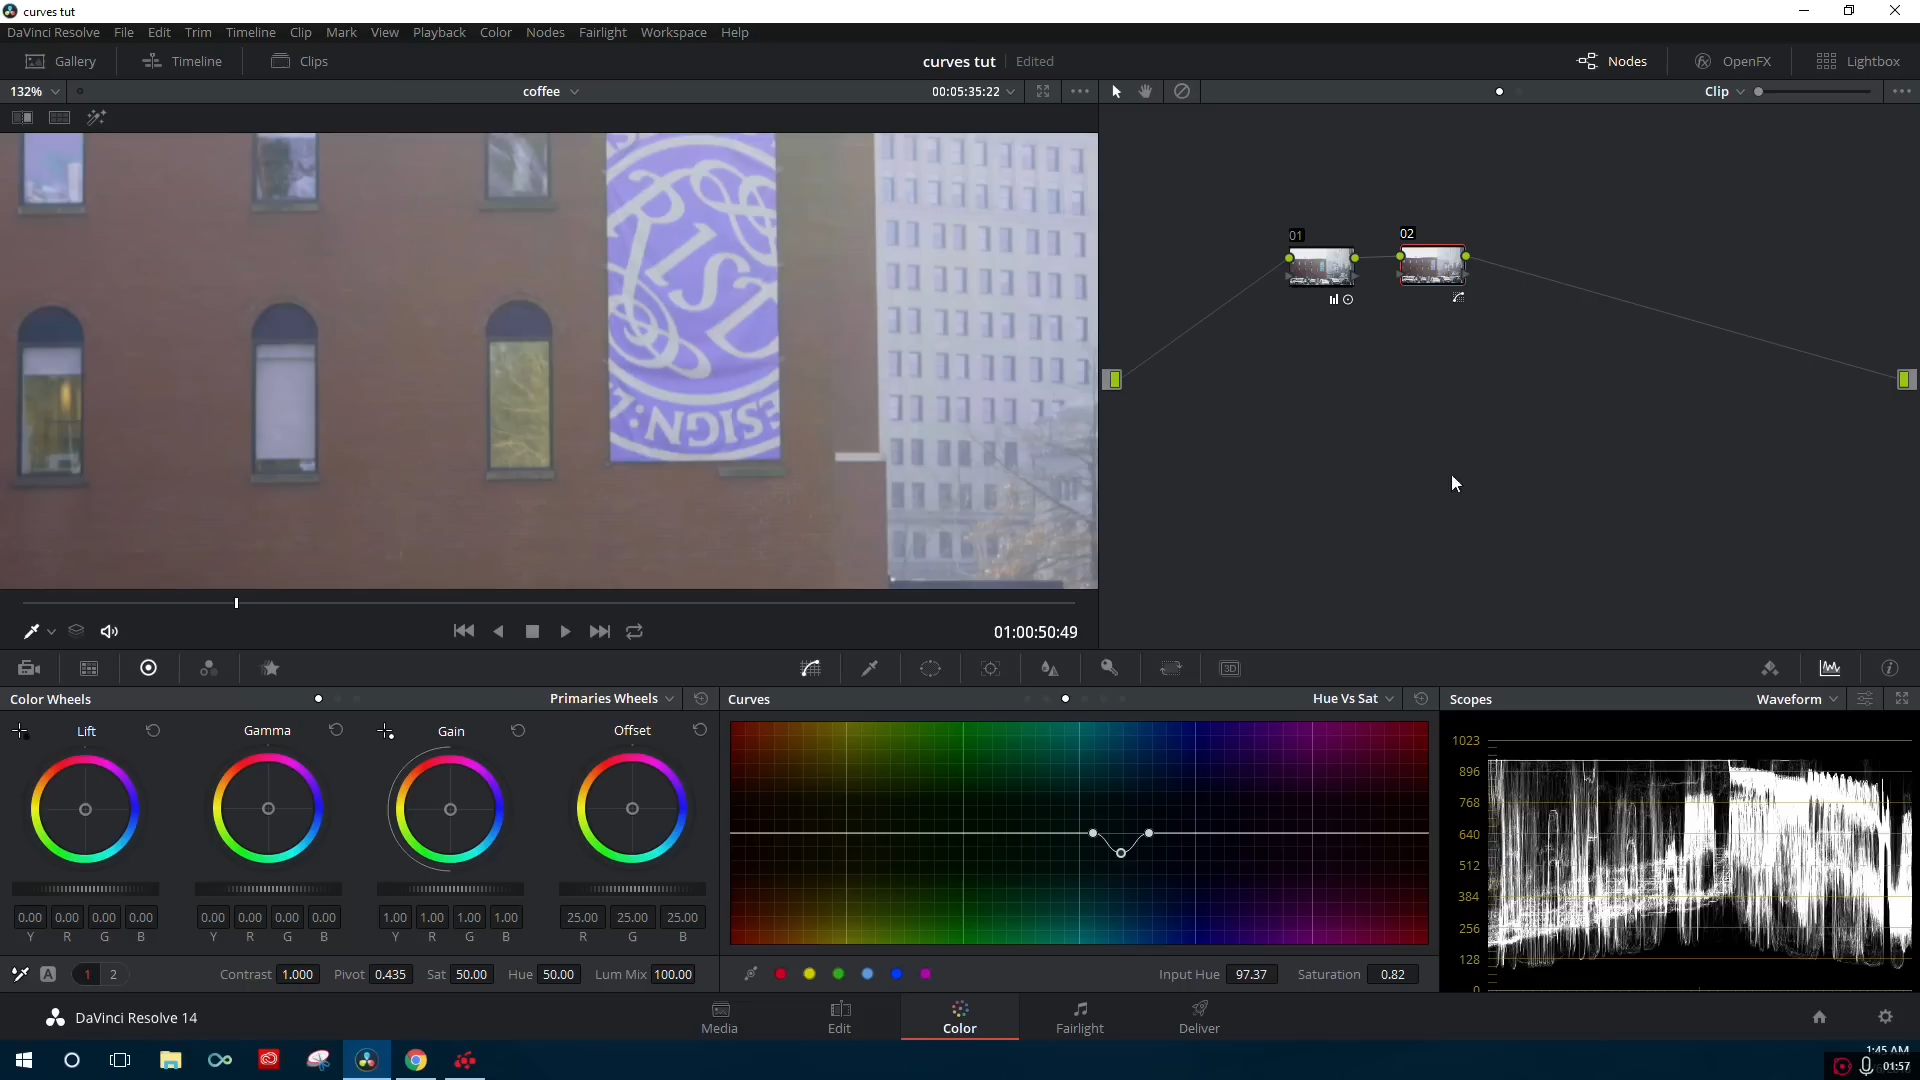 curves tut
DaVinci Resolve File Edit Trim Timeline Clip Mark View Playback Color Nodes Fairlight Workspace Help
Gallery Timeline Clips curves tut Edited Nodes OpenFX Lightbox
132% coffee 00:05:35:22 Clip
RISD
ESIGN:
01 02
01:00:50:49
Color Wheels Primaries Wheels Curves Hue Vs Sat Scopes Waveform
Lift Gamma Gain Offset
1023
896
768
640
512
384
256
128
0
0.00 0.00 0.00 0.00 0.00 0.00 0.00 0.00 1.00 1.00 1.00 1.00 25.00 25.00 25.00
Y R G B Y R G B Y R G B R G B
A 1 2 Contrast 1.000 Pivot 0.435 Sat 50.00 Hue 50.00 Lum Mix 100.00 Input Hue 97.37 Saturation 0.82
DaVinci Resolve 14 Media Edit Color Fairlight Deliver
3D
1:45 AM
01:57